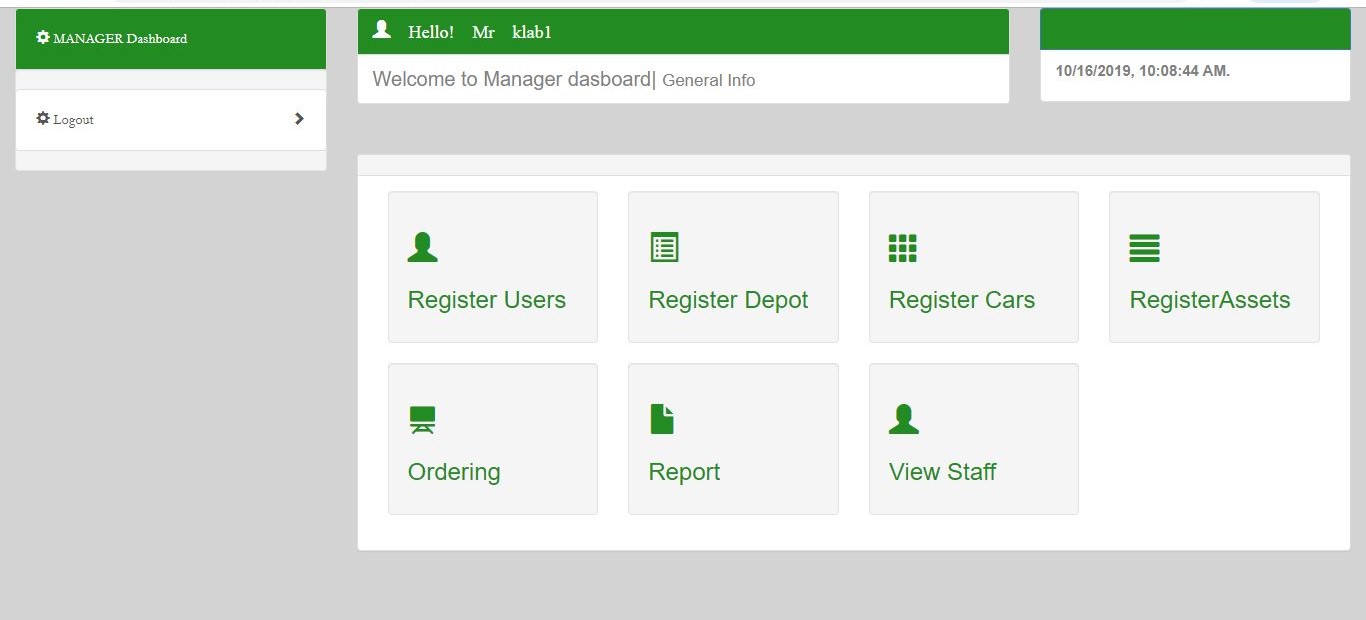 MANAGER Dashboard
Logout
Hello! Mr klab1
Welcome to Manager dasboard| General Info
10/16/2019, 10:08:44 AM.
Register Users
Register Depot
Register Cars
RegisterAssets
Ordering
Report
View Staff